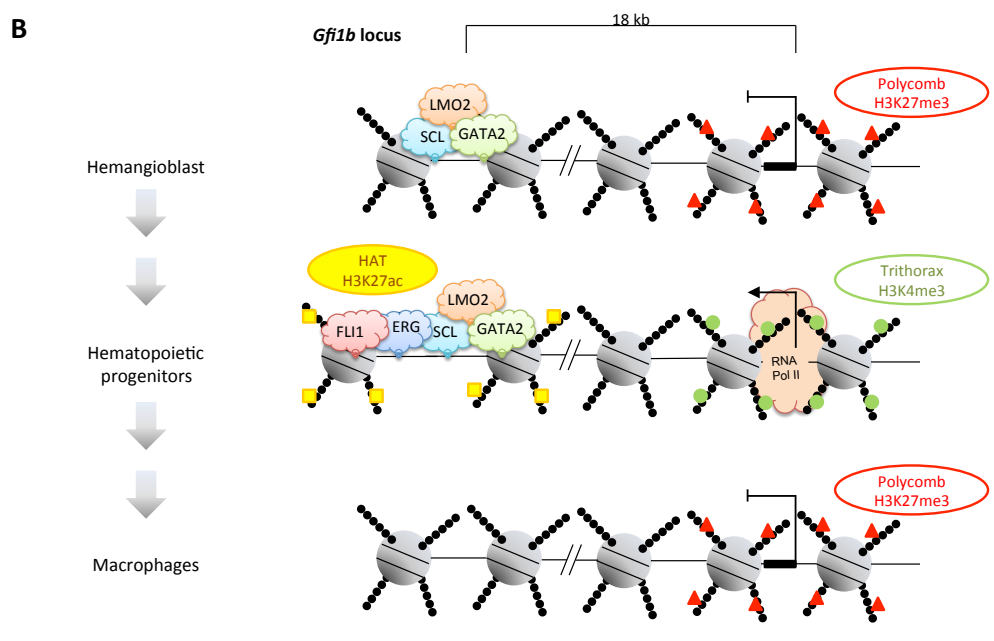 B
Gfi1b locus
18 kb
Polycomb
H3K27me3
LMO2
SCL
GATA2
Hemangioblast
HAT
H3K27ac
Trithorax
H3K4me3
LMO2
FLI1
ERG
SCL
GATA2
Hematopoietic
progenitors
RNA
Pol II
Polycomb
H3K27me3
Macrophages